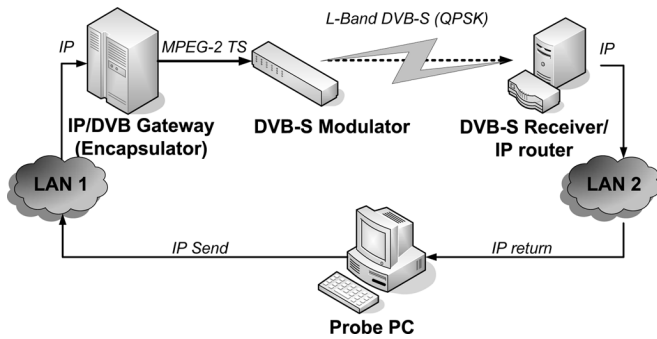 L-Band DVB-S (QPSK)
IP
MPEG-2 TS
IP
IP/DVB Gateway
(Encapsulator)
DVB-S Modulator
DVB-S Receiver/
IP router
LAN 1
LAN 2
IP Send
IP return
Probe PC